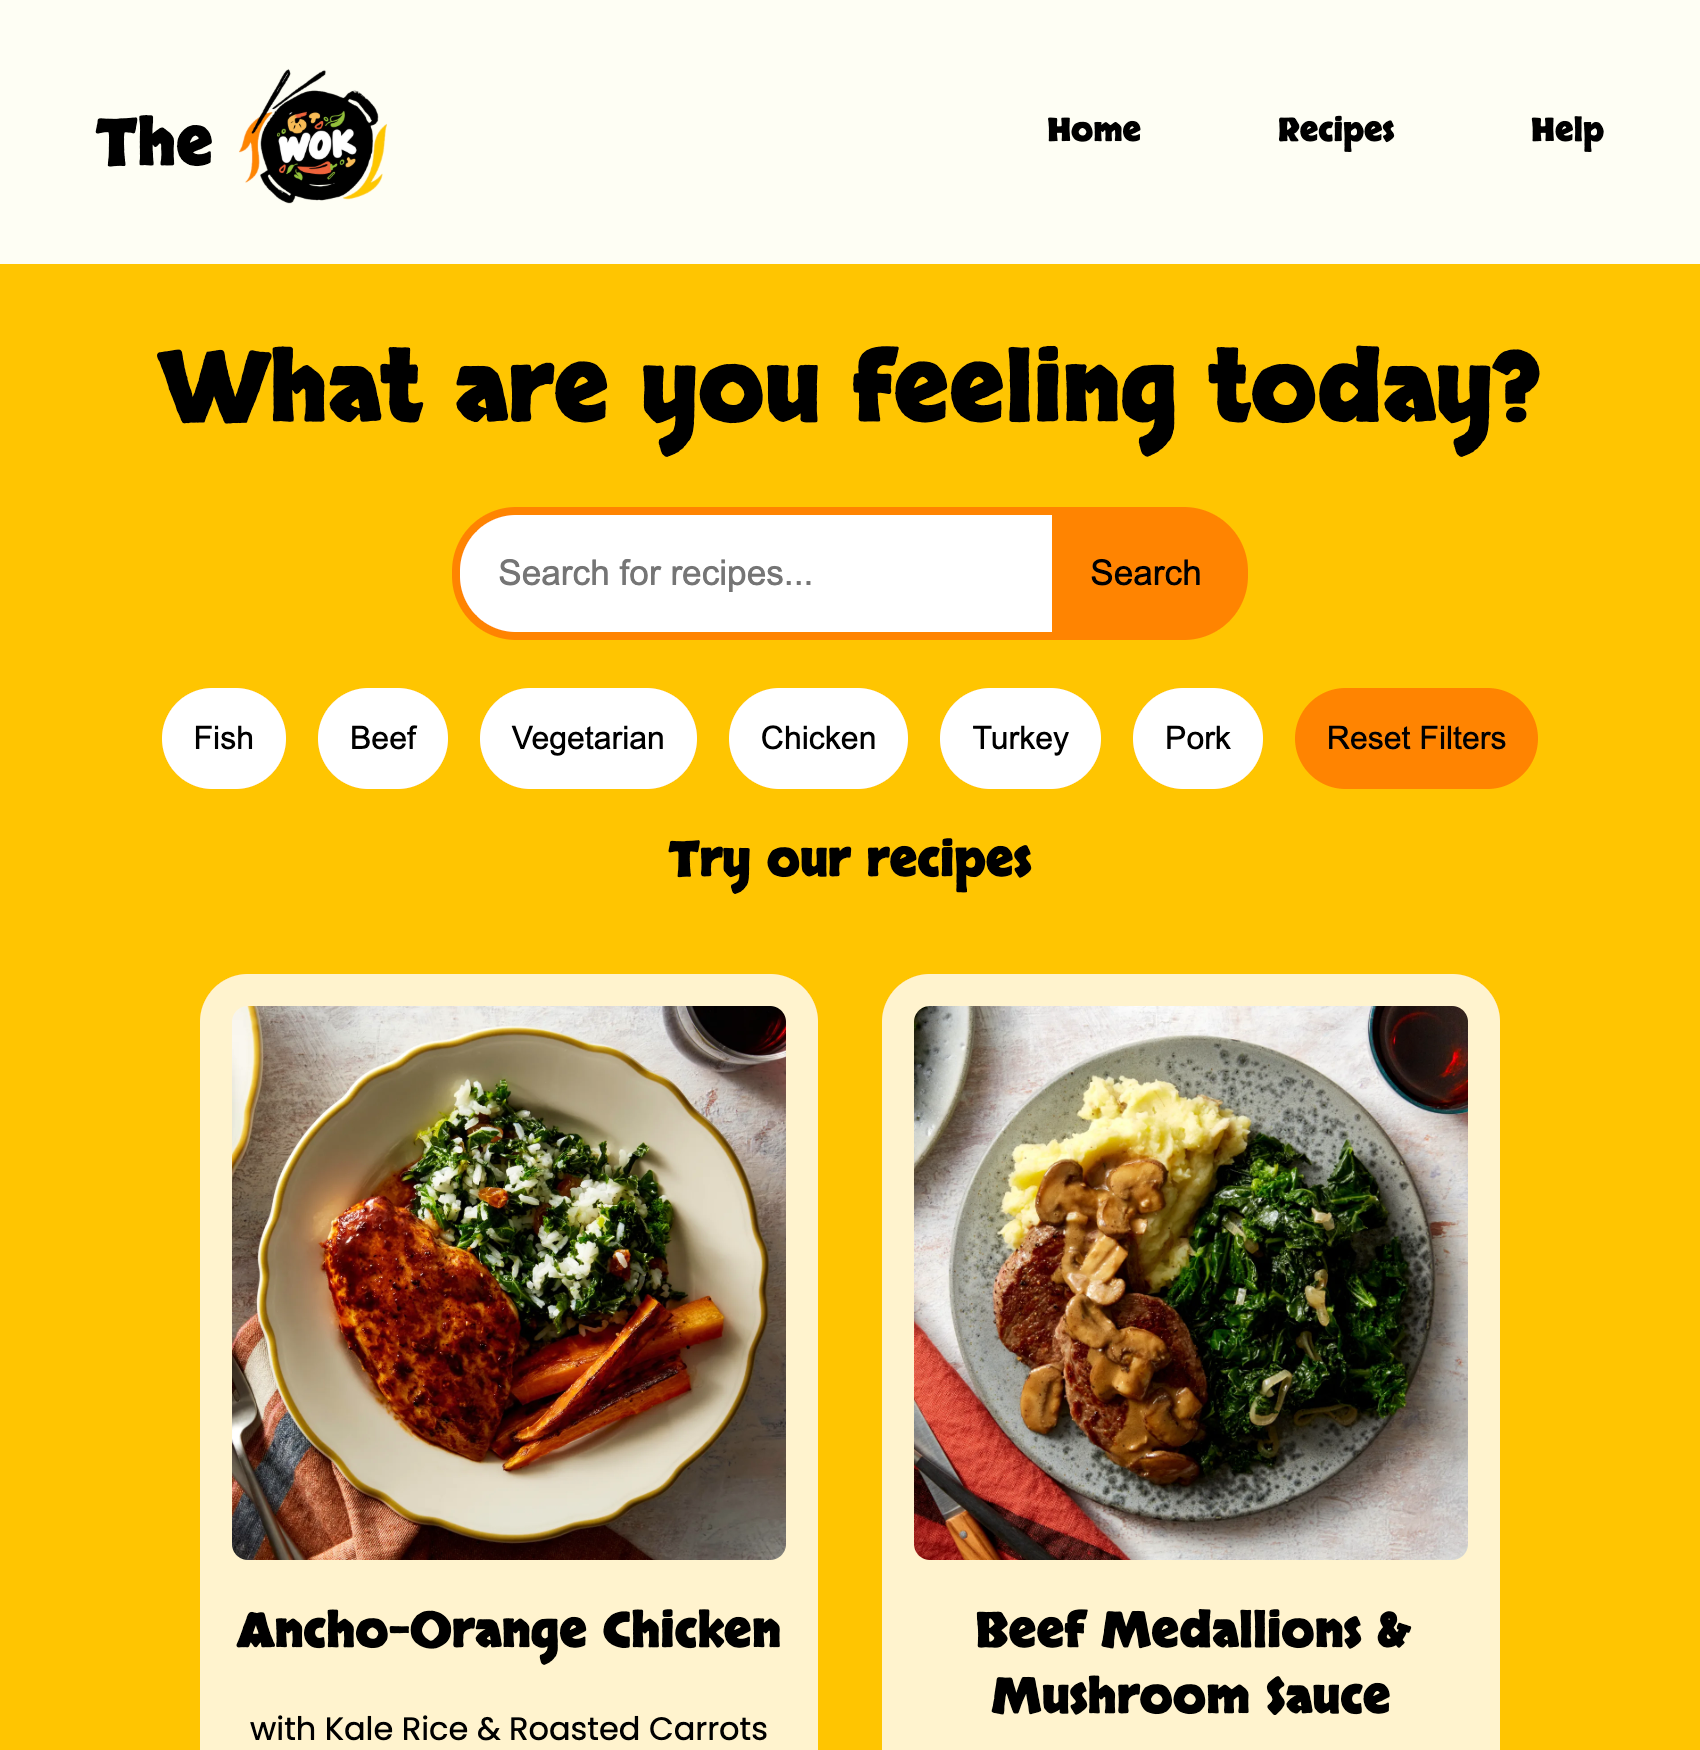 The WOK
Home Recipes Help
What are you feeling today?
Search for recipes... Search
Fish Beef Vegetarian Chicken Turkey Pork Reset Filters
Try our recipes
Ancho-Orange Chicken
with Kale Rice & Roasted Carrots
Beef Medallions &
Mushroom Sauce